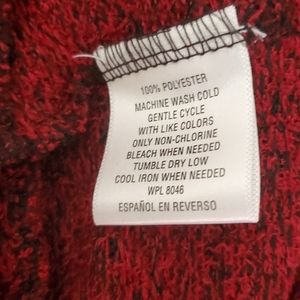 100% POLYESTER
MACHINE WASH COLD
GENTLE CYCLE
WITH LIKE COLORS
ONLY NON-CHLORINE
BLEACH WHEN NEEDED
TUMBLE DRY LOW
COOL IRON WHEN NEEDED
WPL 8046
ESPAÑOL EN REVERSO